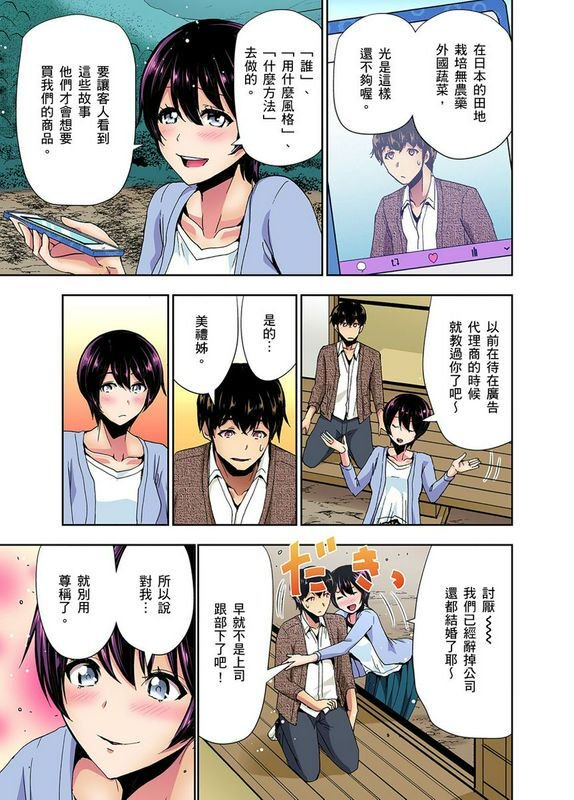 在日本的田地
栽培無農藥
外國蔬菜，
光是這樣
還不夠喔。
「誰」、
「用什麼風格」、
「什麼方法」
去做的。
要讓客人看到
這些故事
他們才會想要
買我們的商品。
以前在待在廣告
代理商的時候
就教過你了吧～
是的…
美禮姊。
討厭～
我們已經辭掉公司
還都結婚了耶～
だきっ
早就不是上司
跟部下了吧！
所以說
對我…
就別用
尊稱了。